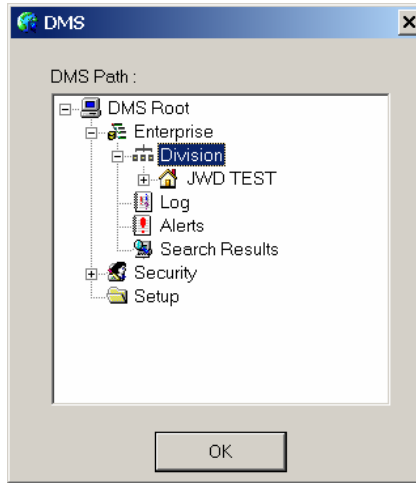 DMS
DMS Path :
DMS Root
Enterprise
Division
JWD TEST
Log
Alerts
Search Results
Security
Setup
OK